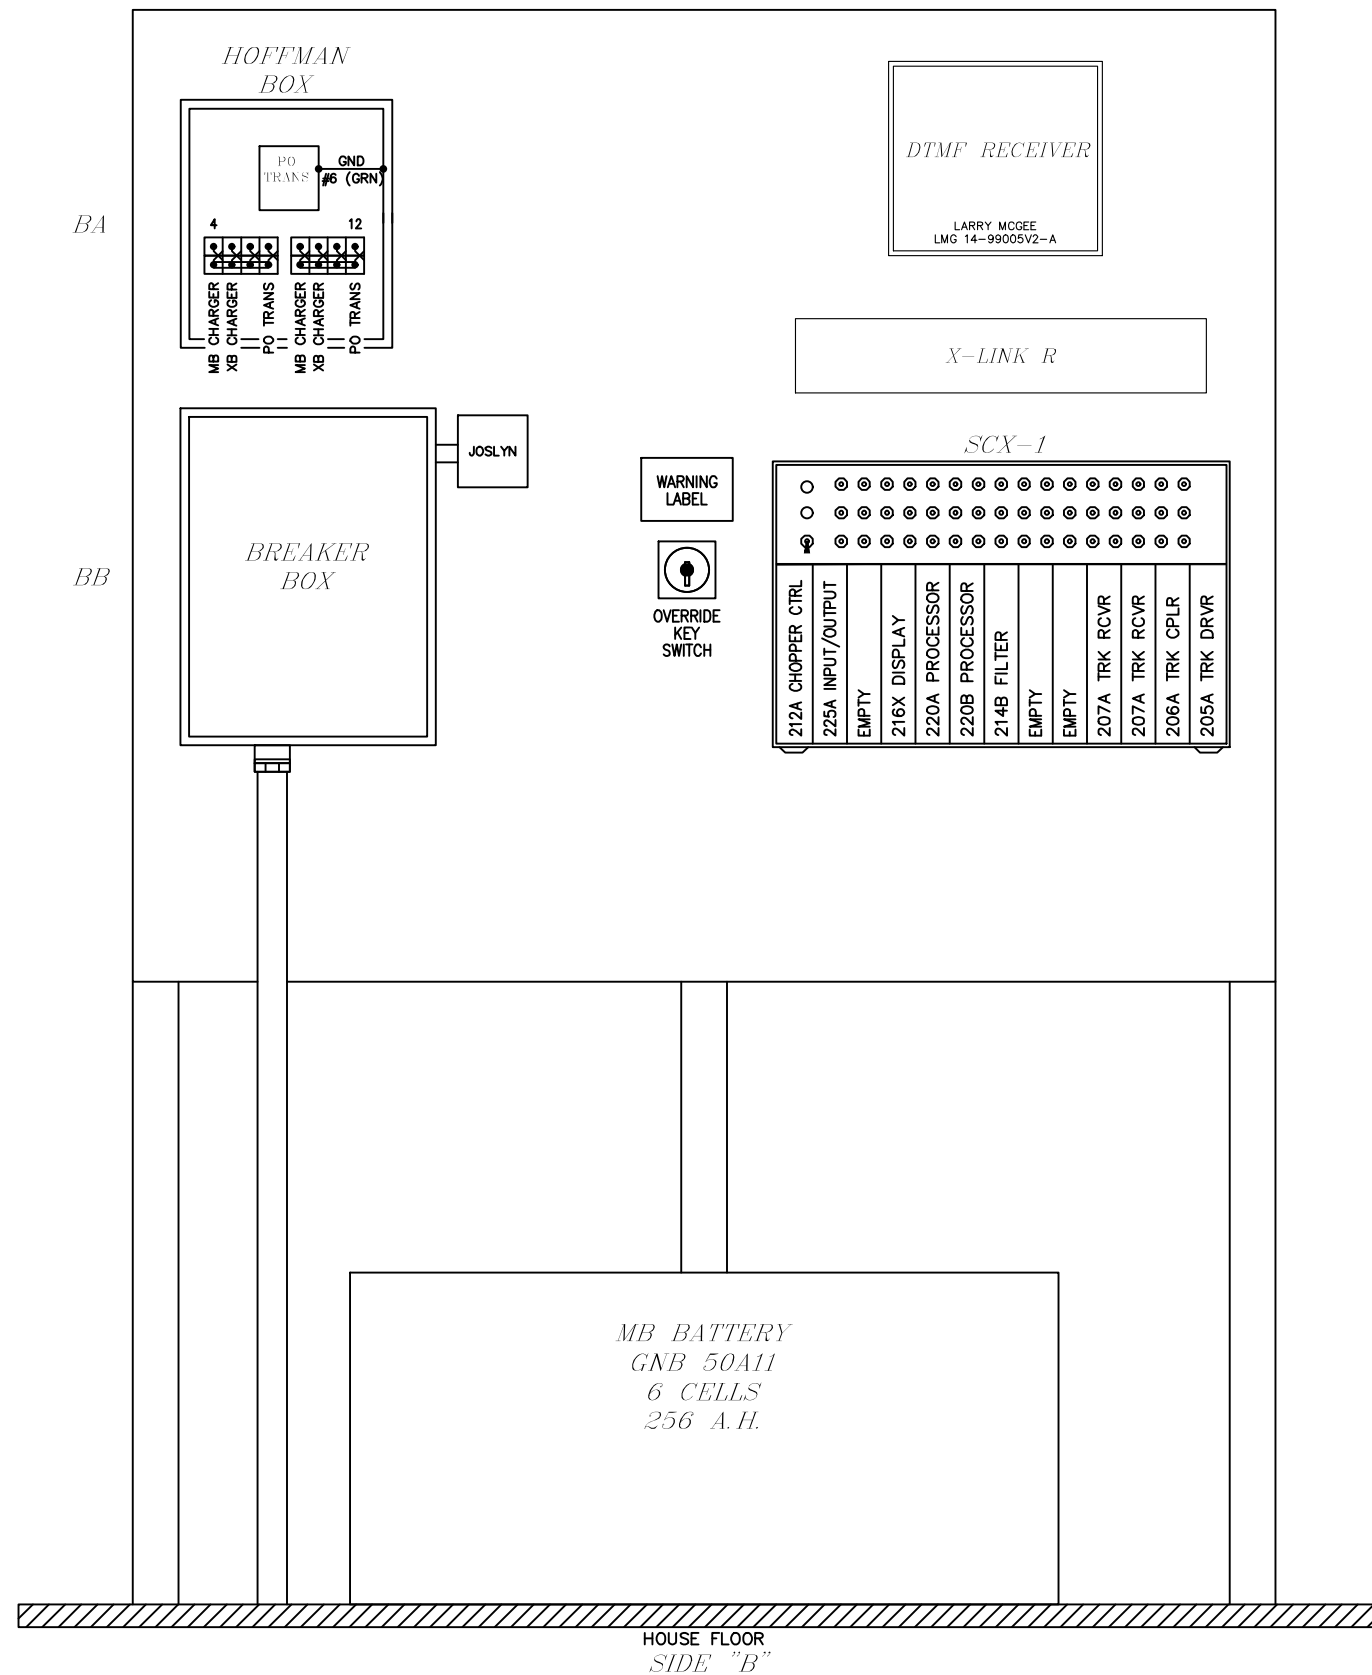 HOFFMAN
BOX
PO
TRANS
GND
#6 (GRN)
BA
4
12
MB CHARGER
XB CHARGER
PO TRANS
MB CHARGER
XB CHARGER
PO TRANS
DTMF RECEIVER
LARRY MCGEE
LMG 14-99005V2-A
X-LINK R
JOSLYN
BREAKER
BOX
BB
WARNING
LABEL
OVERRIDE
KEY
SWITCH
SCX-1
212A CHOPPER CTRL
225A INPUT/OUTPUT
EMPTY
216X DISPLAY
220A PROCESSOR
220B PROCESSOR
214B FILTER
EMPTY
EMPTY
207A TRK RCVR
207A TRK RCVR
206A TRK CPLR
205A TRK DRVR
MB BATTERY
GNB 50A11
6 CELLS
256 A.H.
HOUSE FLOOR
SIDE "B"